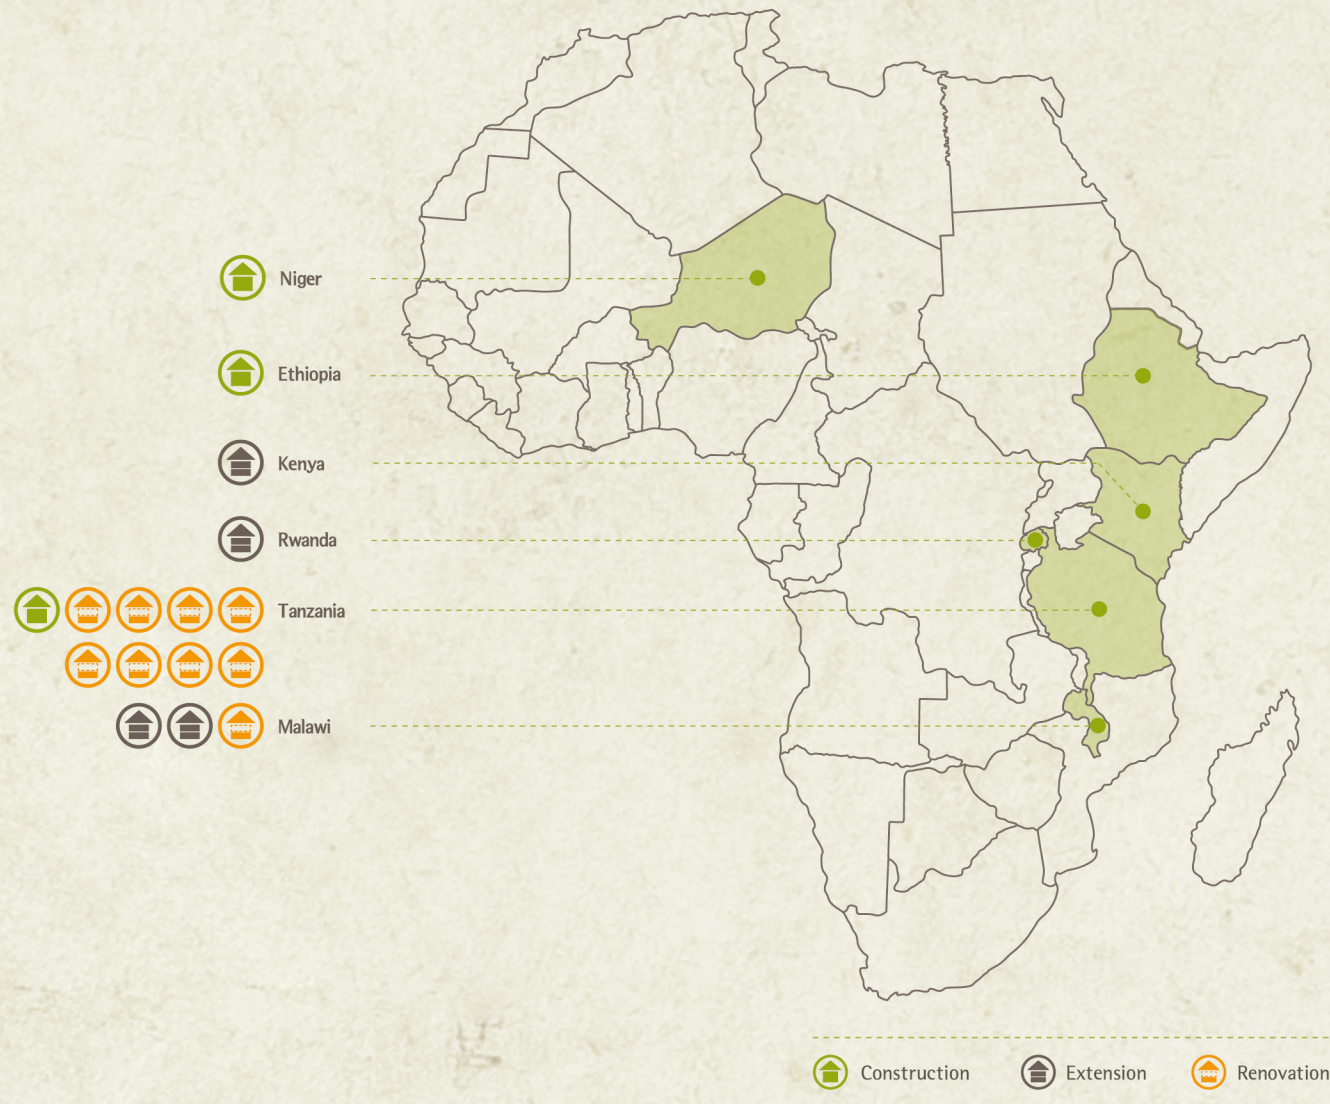 Niger
Ethiopia
Kenya
Rwanda
Tanzania
Malawi
Construction Extension Renovation